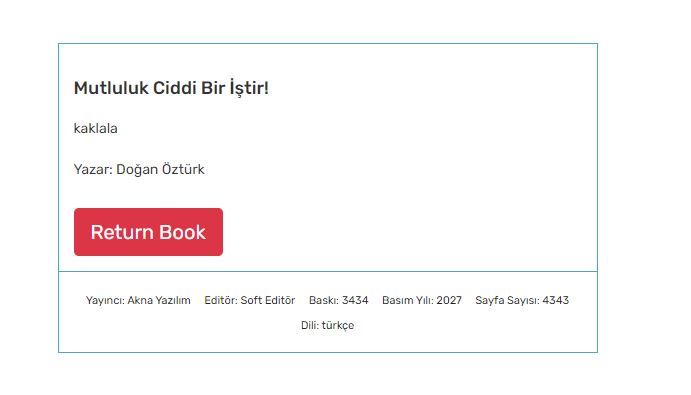 Mutluluk Ciddi Bir İştir!
kaklala
Yazar: Doğan Öztürk
Return Book
Yayıncı: Akna Yazılım Editör: Soft Editör Baskı: 3434 Basım Yılı: 2027 Sayfa Sayısı: 4343
Dili: türkçe